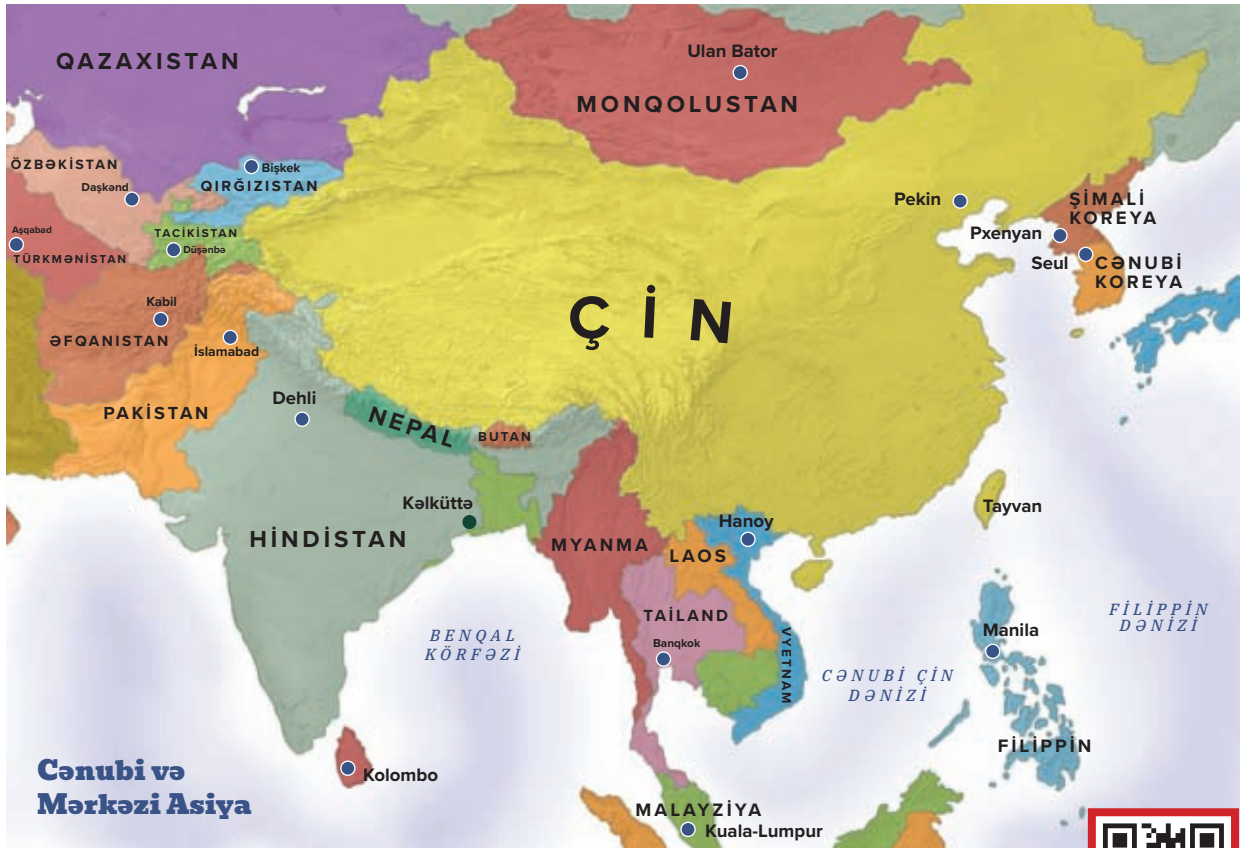 QAZAXISTAN
Ulan Bator
MONQOLUSTAN
ÖZBƏKİSTAN
Daşkənd
Bişkek
QIRĞIZISTAN
Pekin
ŞİMALİ
KOREYA
Pxenyan
Seul
CƏNUBİ
KOREYA
Aşqabad
TÜRKMƏNİSTAN
TACİKİSTAN
Düşənbə
Kabil
ƏFQANISTAN
İslamabad
ÇİN
PAKİSTAN
Dehli
NEPAL
BUTAN
Kəlküttə
HİNDİSTAN
MYANMA
LAOS
Hanoy
Tayvan
TAİLAND
Banqkok
VYETNAM
BENQAL
KÖRFƏZİ
CƏNUBİ ÇİN
DƏNİZİ
Manila
FİLİPPİN
DƏNİZİ
FİLİPPİN
Kolombo
MALAYZİYA
Kuala-Lumpur
Cənubi və
Mərkəzi Asiya